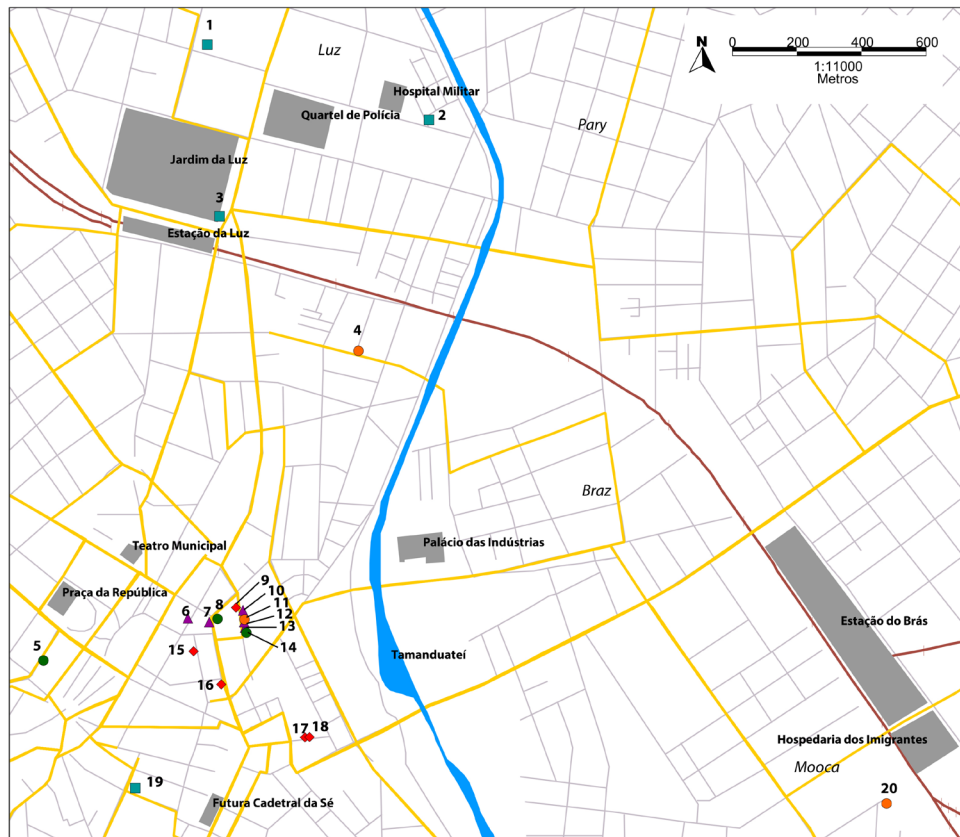 1
Luz
N
0 200 400 600
1:11000
Metros
Hospital Militar
Quartel de Polícia
2
Pary
Jardim da Luz
3
Estação da Luz
4
Braz
Teatro Municipal
Palácio das Indústrias
Praça da República
9
10
6 7 8 11
12
13
5 14
Estação do Brás
15
Tamanduateí
16
17 18
Hospedaria dos Imigrantes
Mooca
19
20
Futura Cadetral da Sé